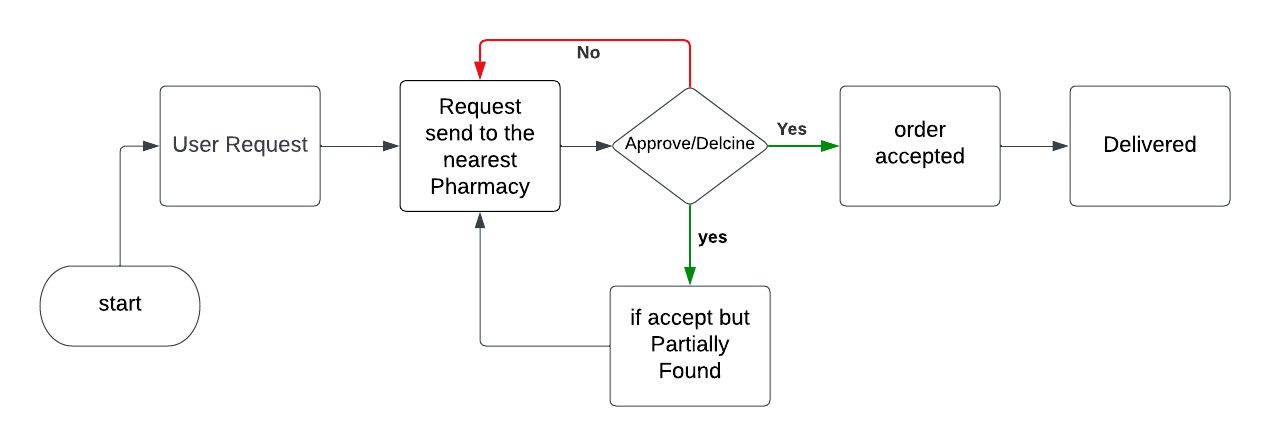 No
User Request
Request
send to the
nearest
Pharmacy
Approve/Delcine
Yes
order
accepted
Delivered
yes
start
if accept but
Partially
Found